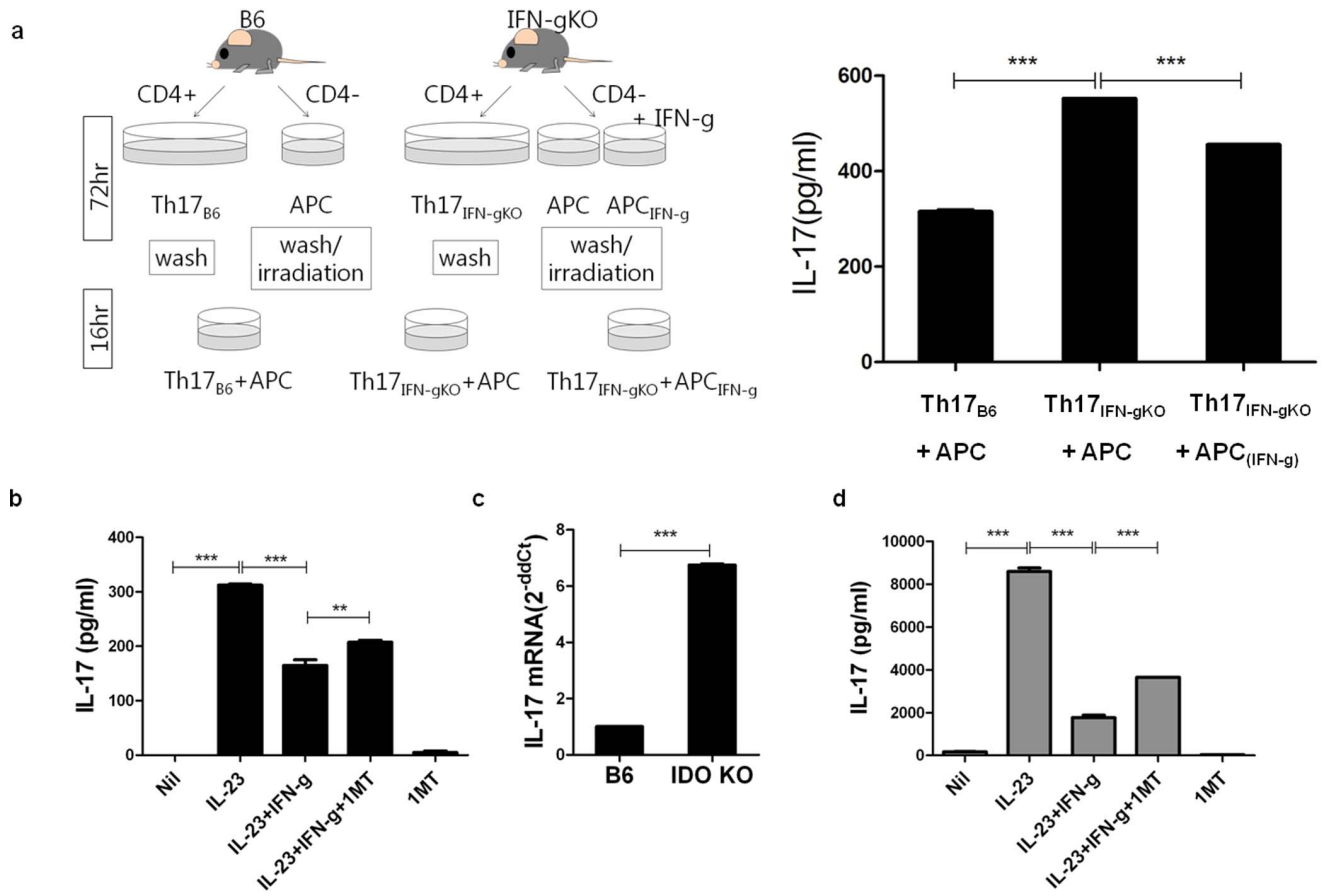 a
B6
IFN-gKO
CD4+
CD4-
CD4+
CD4-
+ IFN-g
72hr
Th17B6
APC
Th17IFN-gKO
APC
APCIFN-g
wash
wash/
irradiation
wash
wash/
irradiation
16hr
Th17B6+APC
Th17IFN-gKO+APC
Th17IFN-gKO+APCIFN-g
IL-17(pg/ml)
600
400
200
0
***
***
Th17B6
+ APC
Th17IFN-gKO
+ APC
Th17IFN-gKO
+ APC(IFN-g)
b
IL-17 (pg/ml)
400
300
200
100
0
***
***
**
Nil
IL-23
IL-23+IFN-g
IL-23+IFN-g+1MT
1MT
c
IL-17 mRNA(2-ddCt)
8
6
4
2
0
***
B6
IDO KO
d
IL-17 (pg/ml)
10000
8000
6000
4000
2000
0
***
***
***
Nil
IL-23
IL-23+IFN-g
IL-23+IFN-g+1MT
1MT